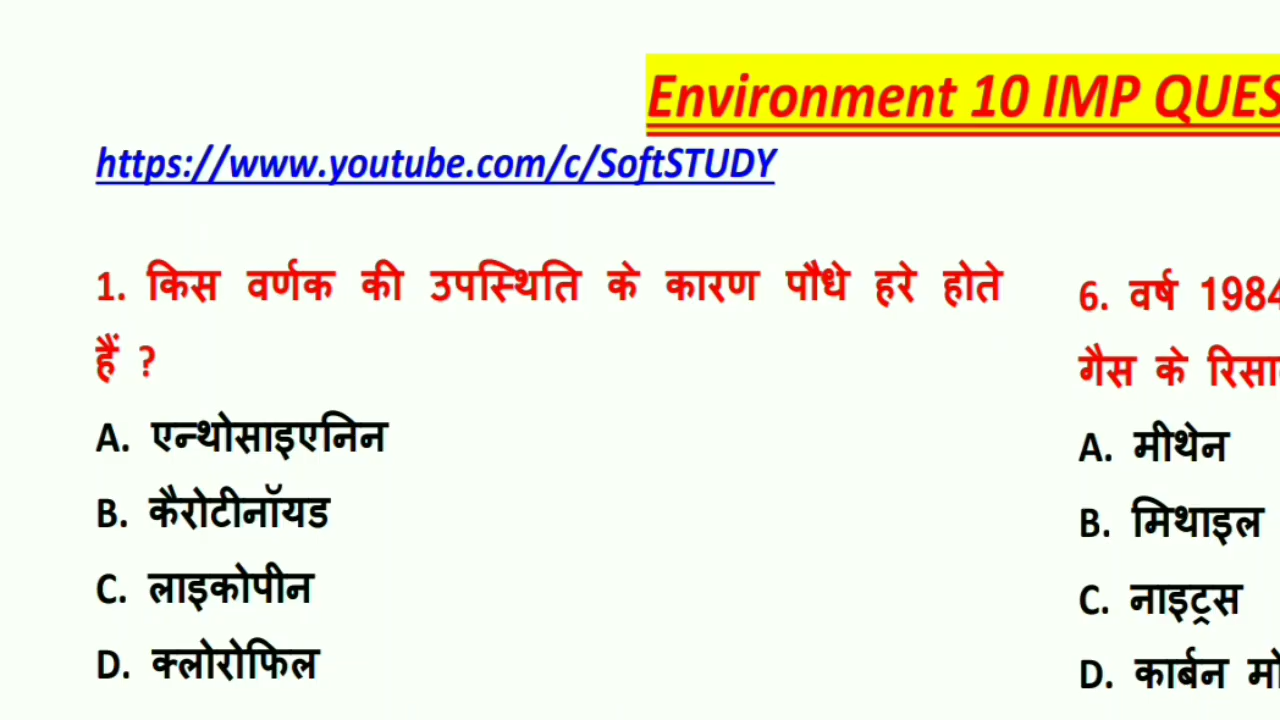 Environment 10 IMP QUES
https://www.youtube.com/c/SoftSTUDY
1. किस वर्णक की उपस्थिति के कारण पौधे हरे होते
हैं ?
A. एन्थोसाइएनिन
B. कैरोटीनॉयड
C. लाइकोपीन
D. क्लोरोफिल
6. वर्ष 1984
गैस के
A. मीथेन
B. मिथाइल
C. नाइट्रस
D. कार्बन